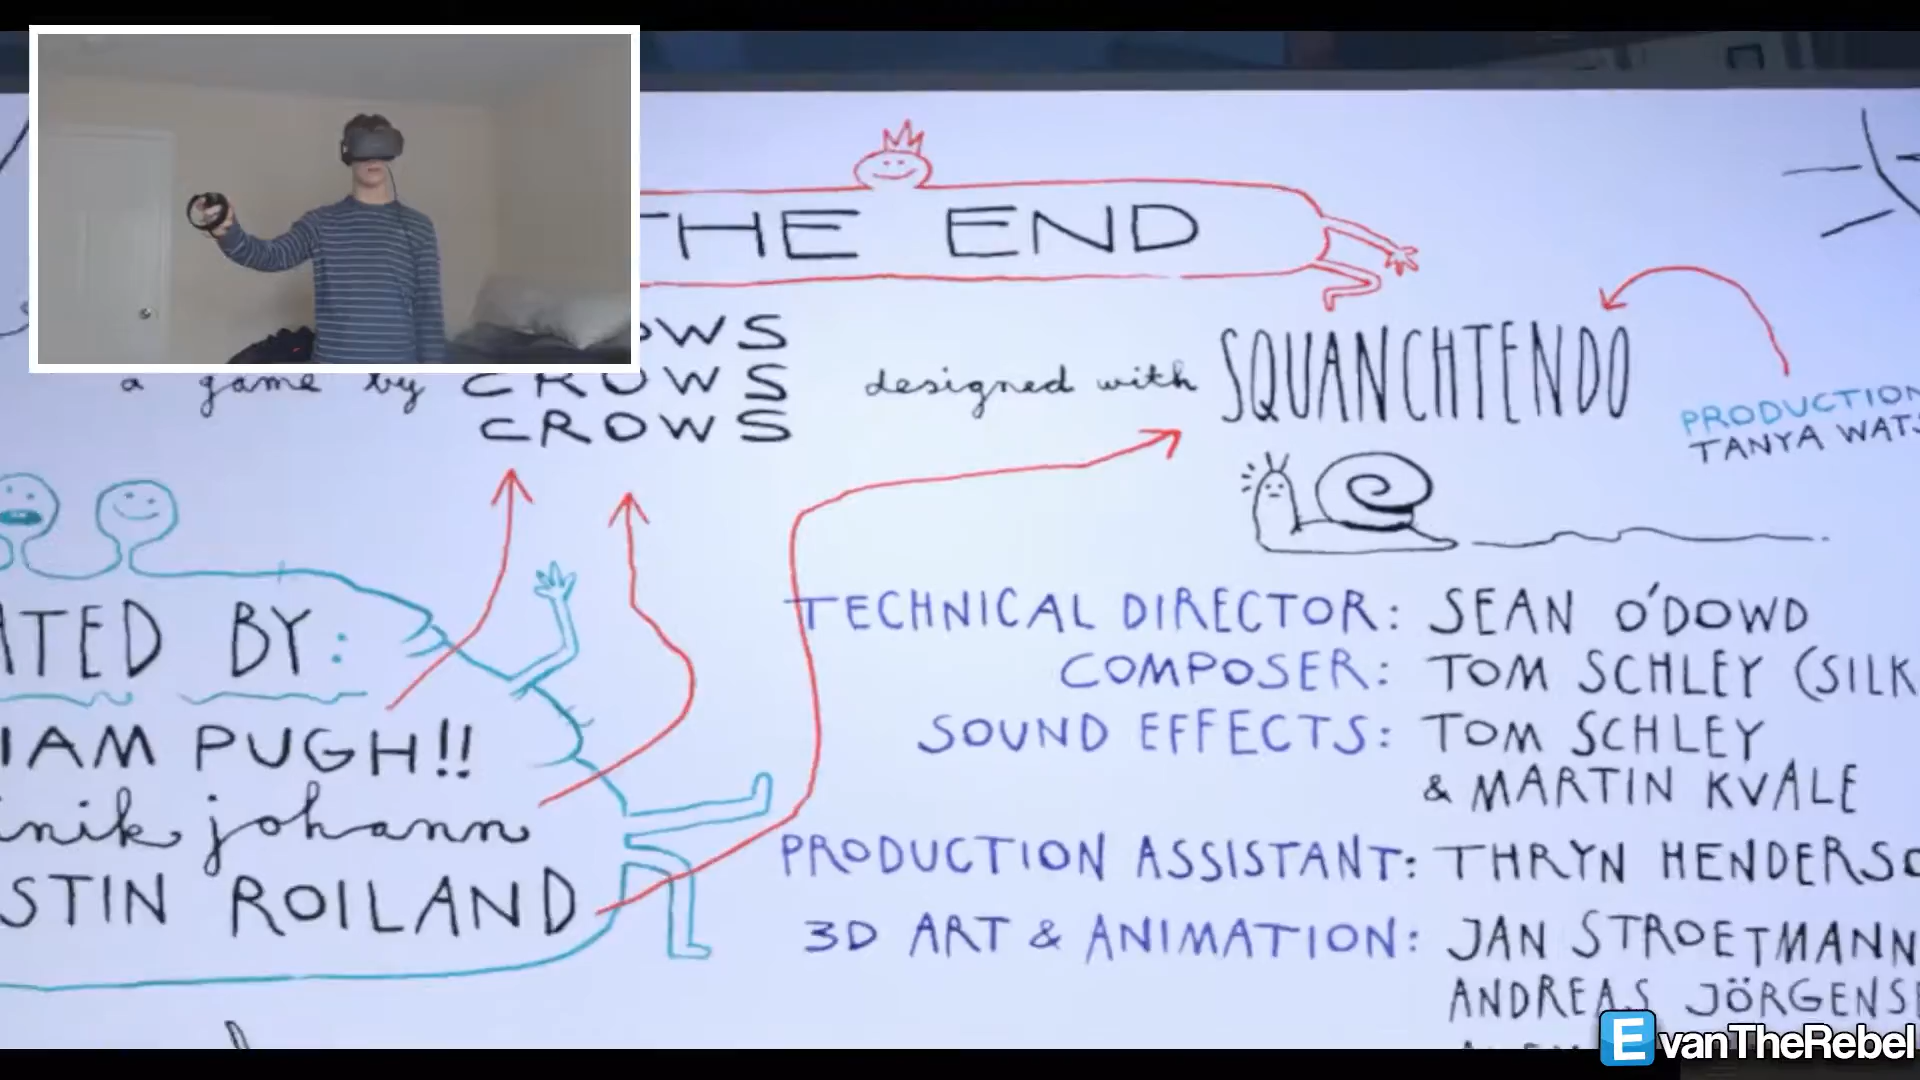 THE END
OWS
a game by CROWS
CROWS
designed with SQUANCHTENDO
PRODUCTION
TANYA WATS
ATED BY:
IAM PUGH!!
nik johann
STIN ROILAND
TECHNICAL DIRECTOR: SEAN O'DOWD
COMPOSER: TOM SCHLEY (SILK
SOUND EFFECTS: TOM SCHLEY
& MARTIN KVALE
PRODUCTION ASSISTANT: THRYN HENDERSO
3D ART & ANIMATION: JAN STROETMANN
ANDREAS JÖRGENSE
EvanTheRebel